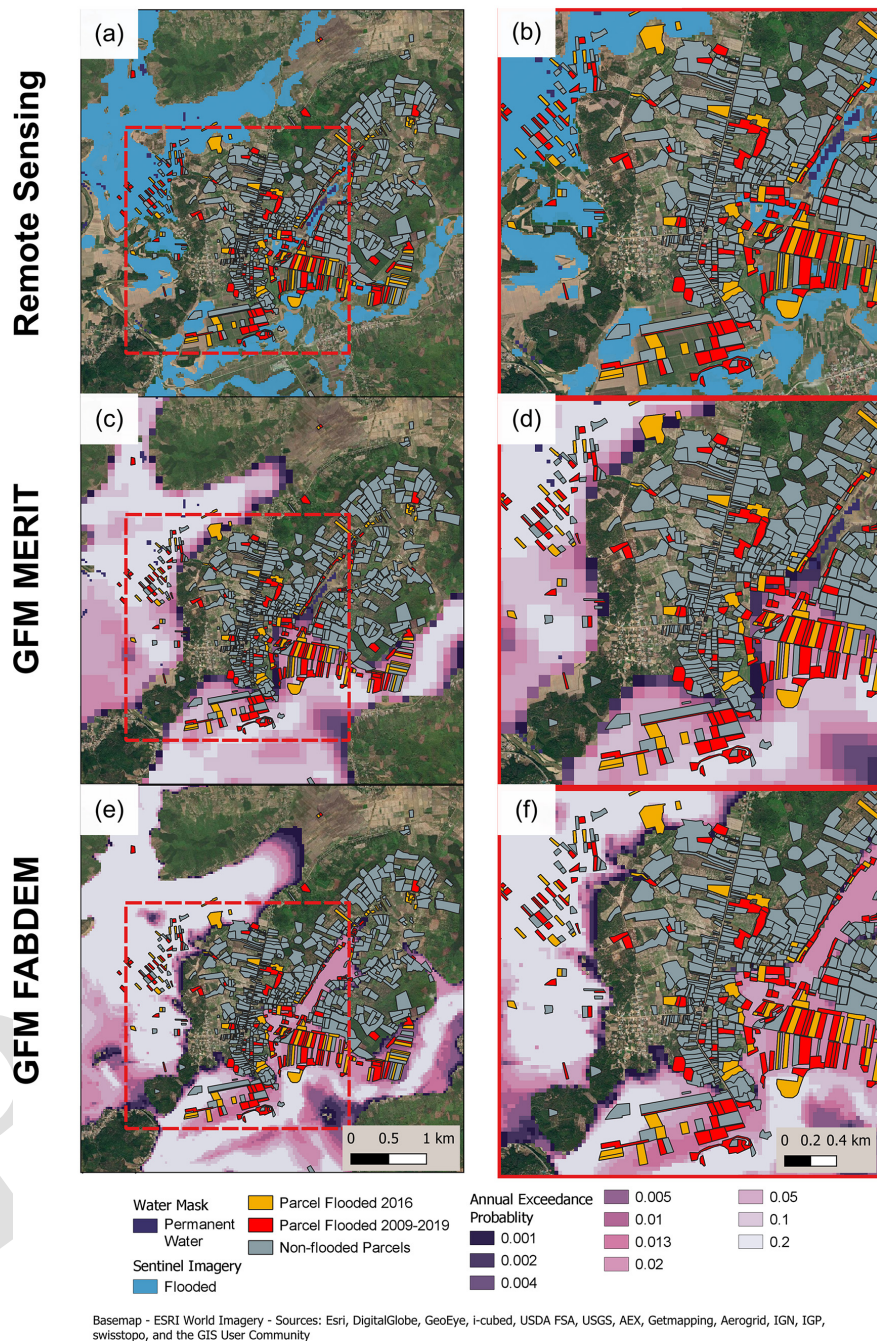 Remote Sensing
(a)
(b)
GFM MERIT
(c)
(d)
GFM FABDEM
(e)
(f)
0 0.5 1 km
0 0.2 0.4 km
Water Mask
Permanent
Water
Sentinel Imagery
Flooded
Parcel Flooded 2016
Parcel Flooded 2009-2019
Non-flooded Parcels
Annual Exceedance
Probablity
0.001
0.002
0.004
0.005
0.01
0.013
0.02
0.05
0.1
0.2
Basemap - ESRI World Imagery - Sources: Esri, DigitalGlobe, GeoEye, i-cubed, USDA FSA, USGS, AEX, Getmapping, Aerogrid, IGN, IGP,
swisstopo, and the GIS User Community